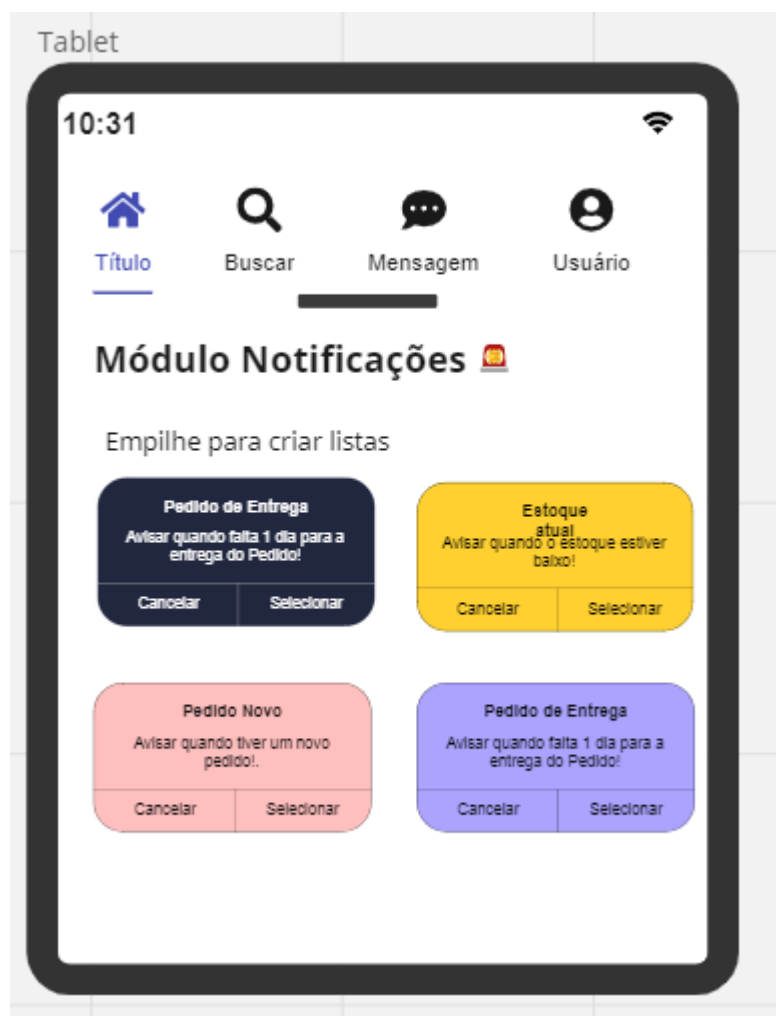 Tablet
10:31
Título
Buscar
Mensagem
Usuário
Módulo Notificações 🚨
Empilhe para criar listas
Pedido de Entrega
Avisar quando falta 1 dia para a
entrega do Pedido!
Cancelar
Selecionar
Estoque
atual
Avisar quando o estoque estiver
baixo!
Cancelar
Selecionar
Pedido Novo
Avisar quando tiver um novo
pedido!.
Cancelar
Selecionar
Pedido de Entrega
Avisar quando falta 1 dia para a
entrega do Pedido!
Cancelar
Selecionar